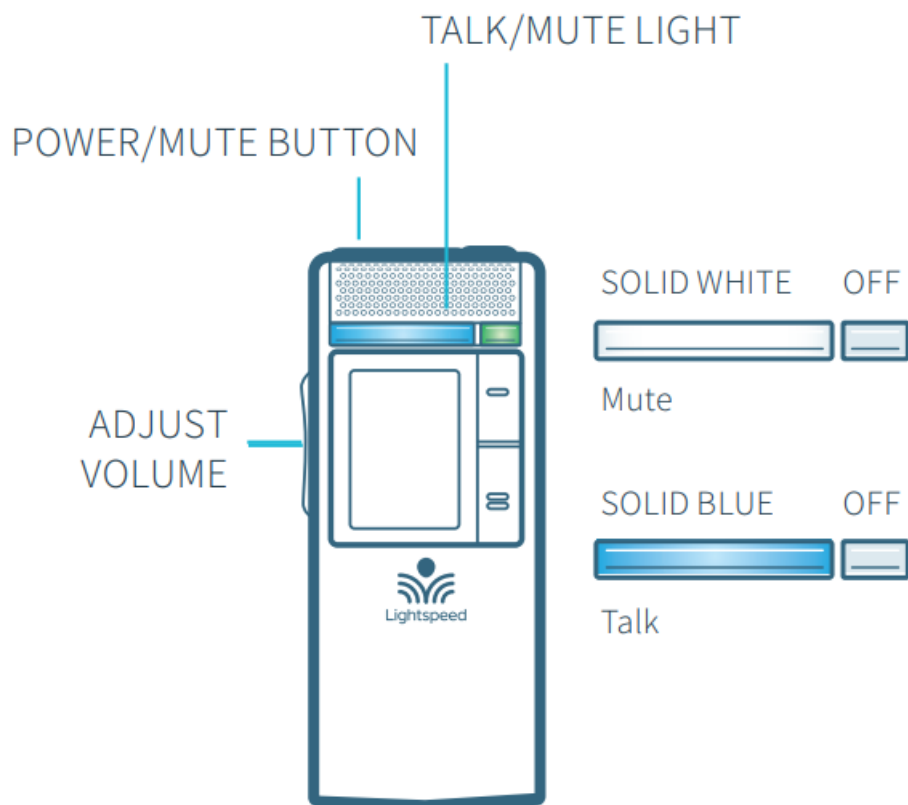 TALK/MUTE LIGHT
POWER/MUTE BUTTON
SOLID WHITE OFF
Mute
ADJUST
VOLUME
SOLID BLUE OFF
Talk
Lightspeed